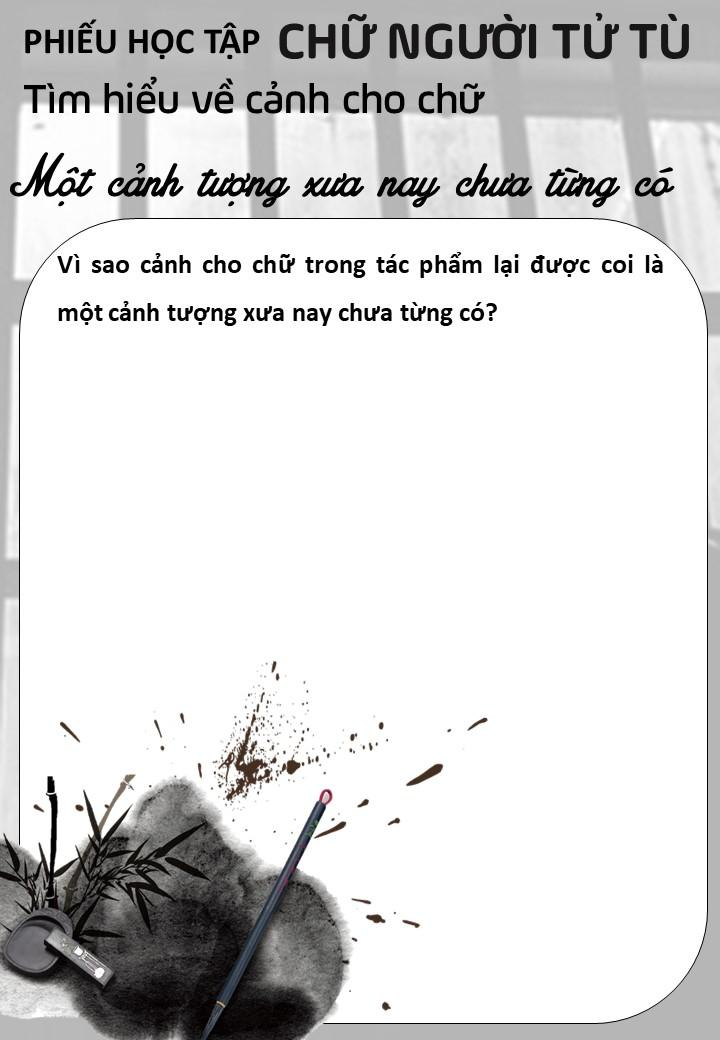 PHIẾU HỌC TẬP CHỮ NGƯỜI TỬ TÙ
Tìm hiểu về cảnh cho chữ
Một cảnh tượng xưa nay chưa từng có
Vì sao cảnh cho chữ trong tác phẩm lại được coi là
một cảnh tượng xưa nay chưa từng có?